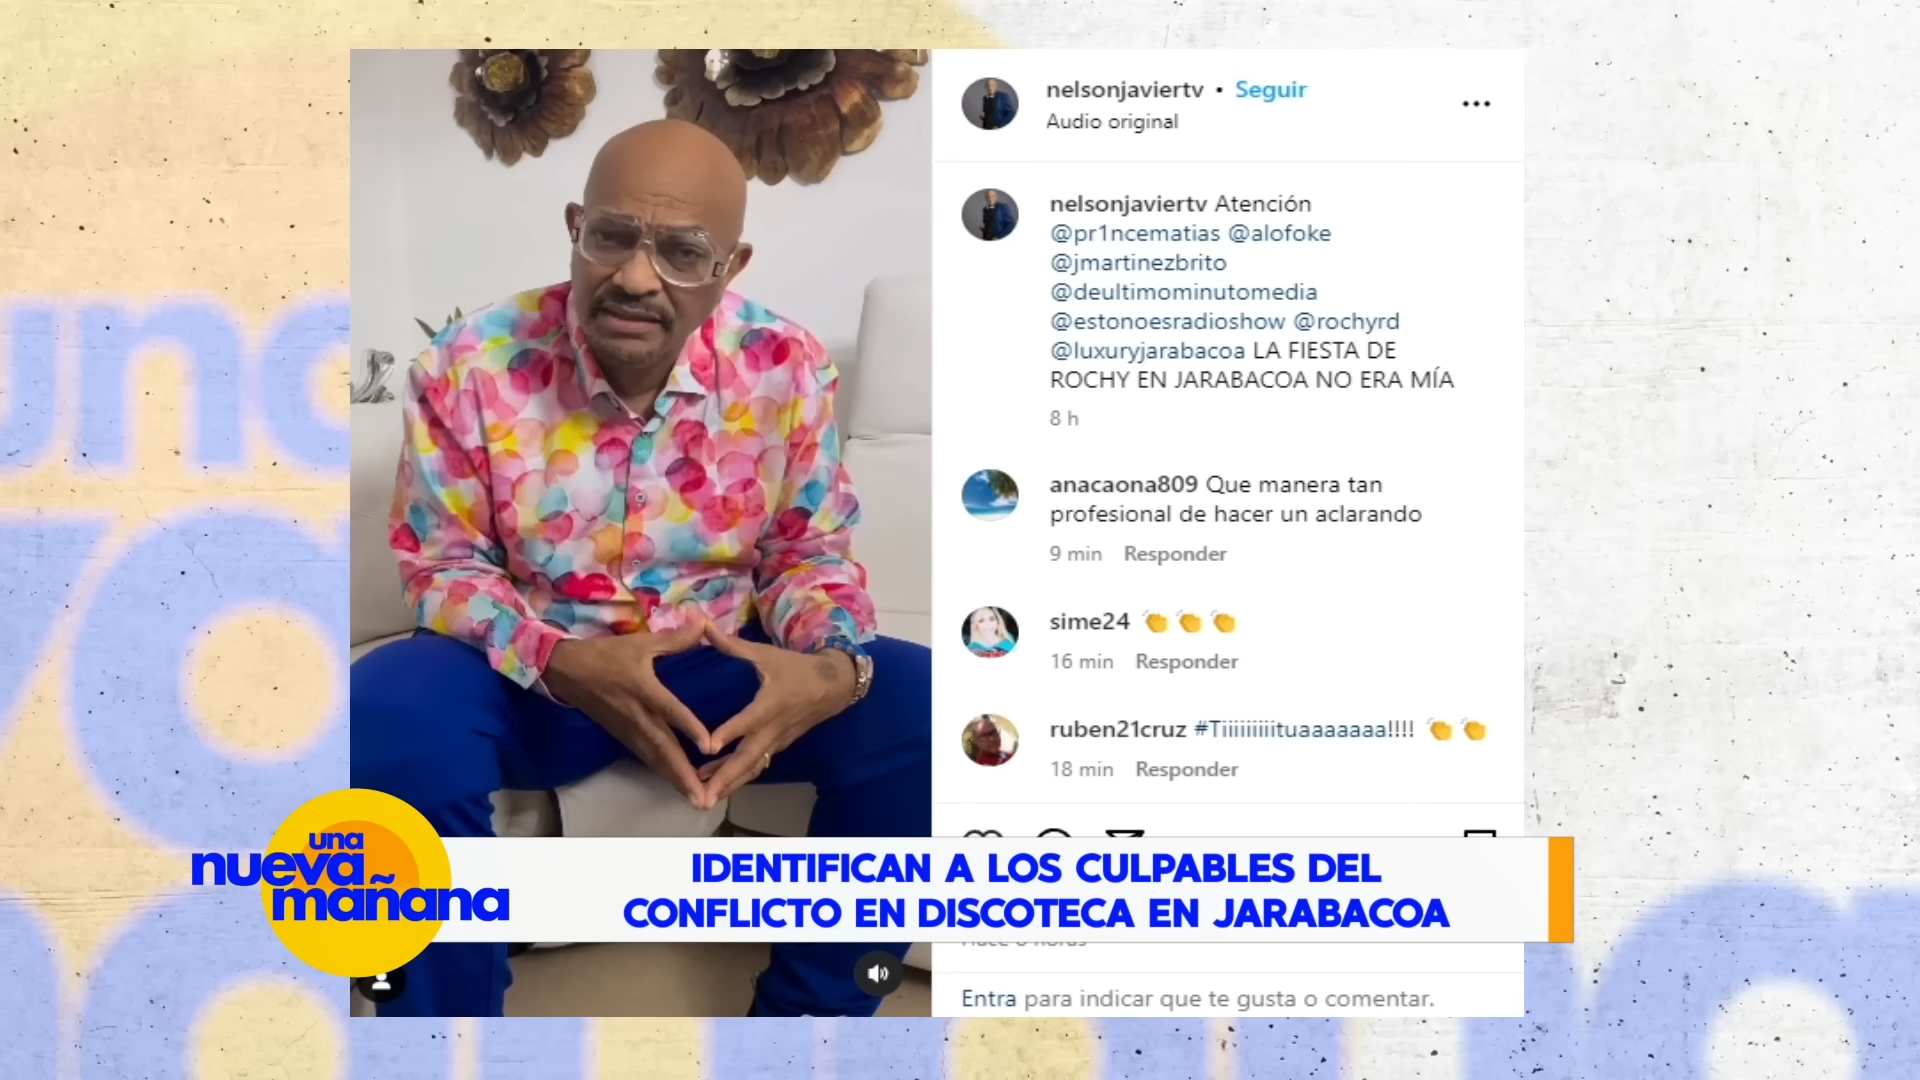 nelsonjaviertv • Seguir
Audio original
nelsonjaviertv Atención
@pr1ncematias @alofoke
@jmartinezbrito
@deultimominutomedia
@estonoesradioshow @rochyrd
@luxuryjarabacoa LA FIESTA DE
ROCHY EN JARABACOA NO ERA MÍA
8 h
anacaona809 Que manera tan
profesional de hacer un aclarando
9 min Responder
sime24 👏 👏 👏
16 min Responder
ruben21cruz #Tiiiiiiiiituaaaaaaa!!!! 👏 👏
18 min Responder
una
nueva
mañana
IDENTIFICAN A LOS CULPABLES DEL
CONFLICTO EN DISCOTECA EN JARABACOA
Entra para indicar que te gusta o comentar.
una